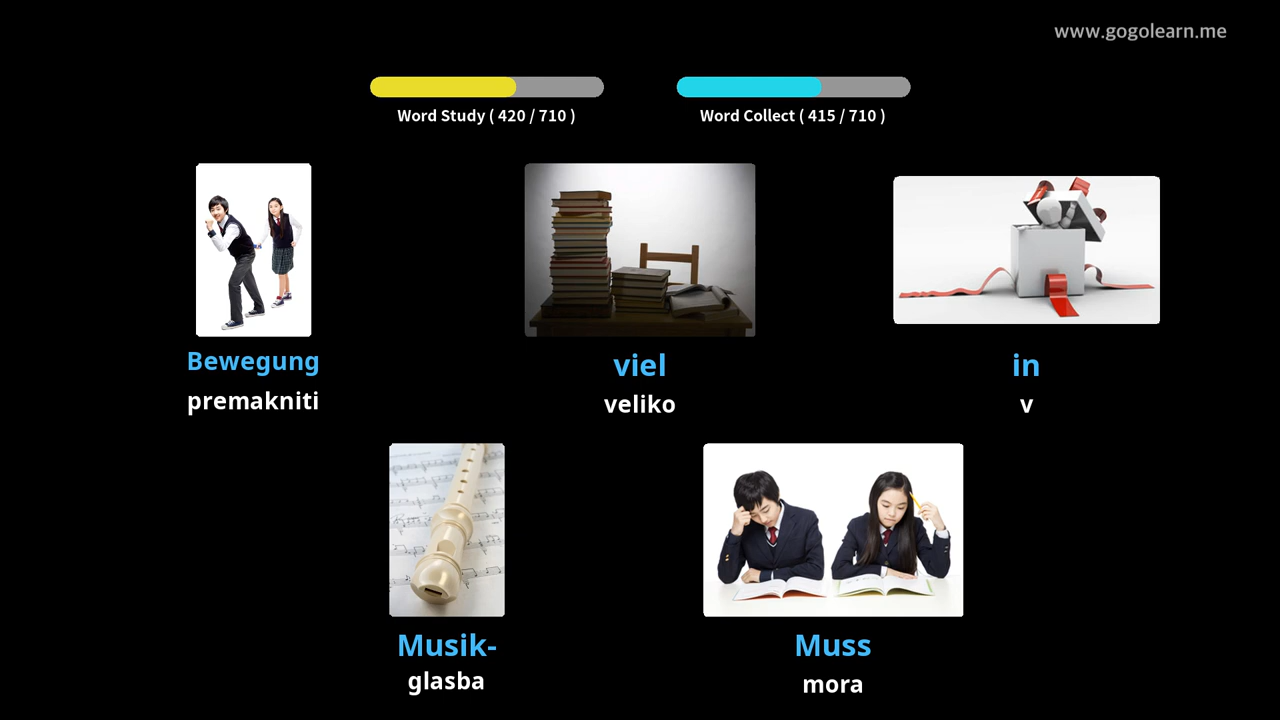 www.gogolearn.me
Word Study ( 420 / 710 )
Word Collect ( 415 / 710 )
Bewegung
premakniti
viel
veliko
in
v
Musik-
glasba
Muss
mora